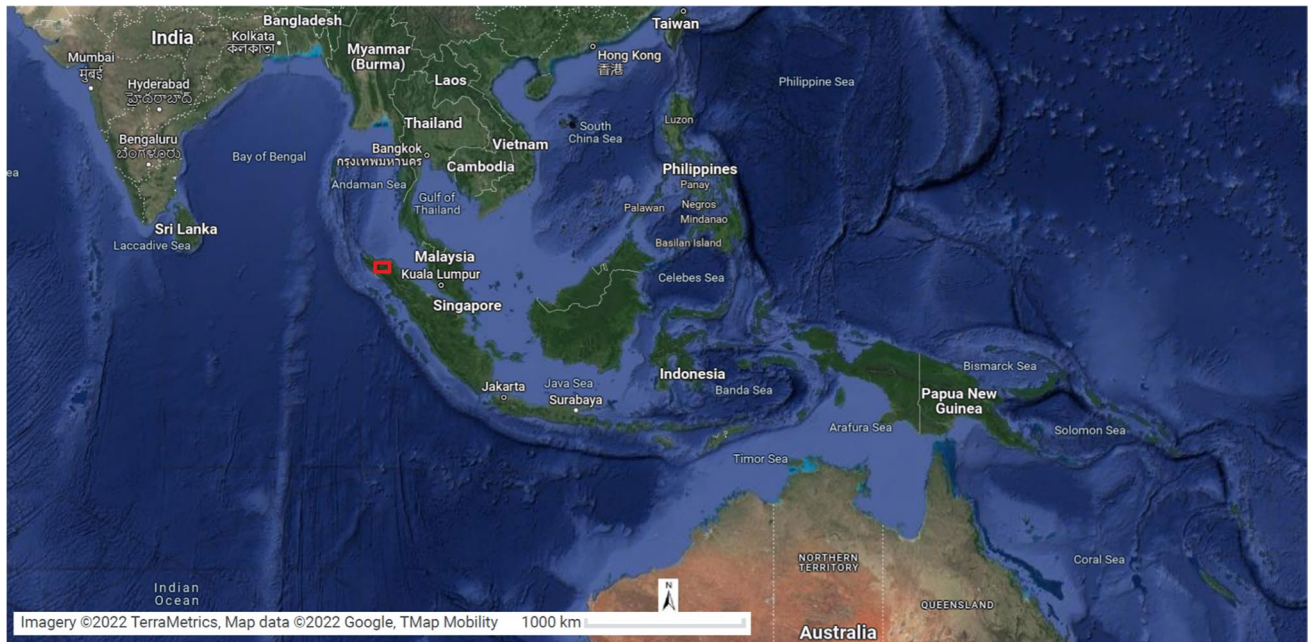 Bangladesh
Taiwan
India
Kolkata
কলকাতা
Myanmar
(Burma)
Hong Kong
香港
Mumbai
मुंबई
Laos
Philippine Sea
Hyderabad
Luzon
Thailand
South
China Sea
Bengaluru
ಬೆಂಗಳೂರು
Bangkok
กรุงเทพมหานคร
Vietnam
Bay of Bengal
Cambodia
Philippines
ea
Andaman Sea
Panay
Gulf of
Thailand
Palawan
Negros
Mindanao
Sri Lanka
Laccadive Sea
Basilan Island
Malaysia
Kuala Lumpur
Celebes Sea
Singapore
Bismarck Sea
Indonesia
Jakarta
Java Sea
Banda Sea
Surabaya
Papua New
Guinea
Arafura Sea
Solomon Sea
Timor Sea
NORTHERN
TERRITORY
Coral Sea
Indian
Ocean
N
QUEENSLAND
Imagery ©2022 TerraMetrics, Map data ©2022 Google, TMap Mobility 1000 km
Australia